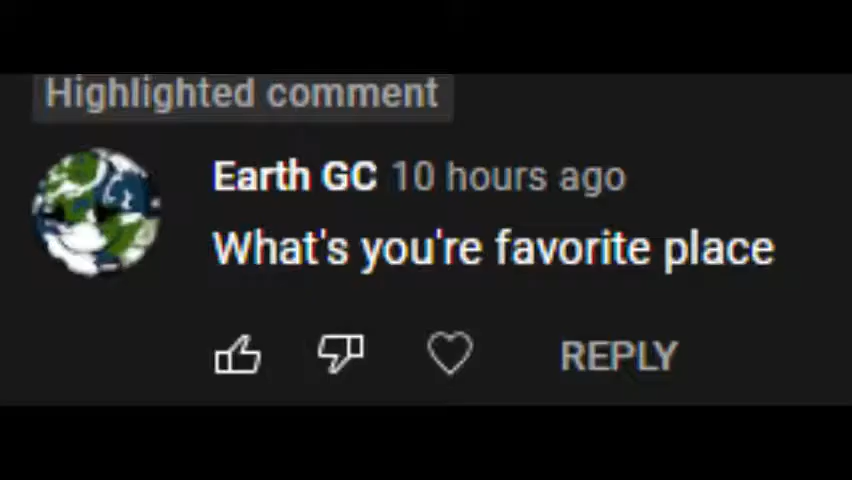 Highlighted comment
Earth GC 10 hours ago
What's you're favorite place
REPLY